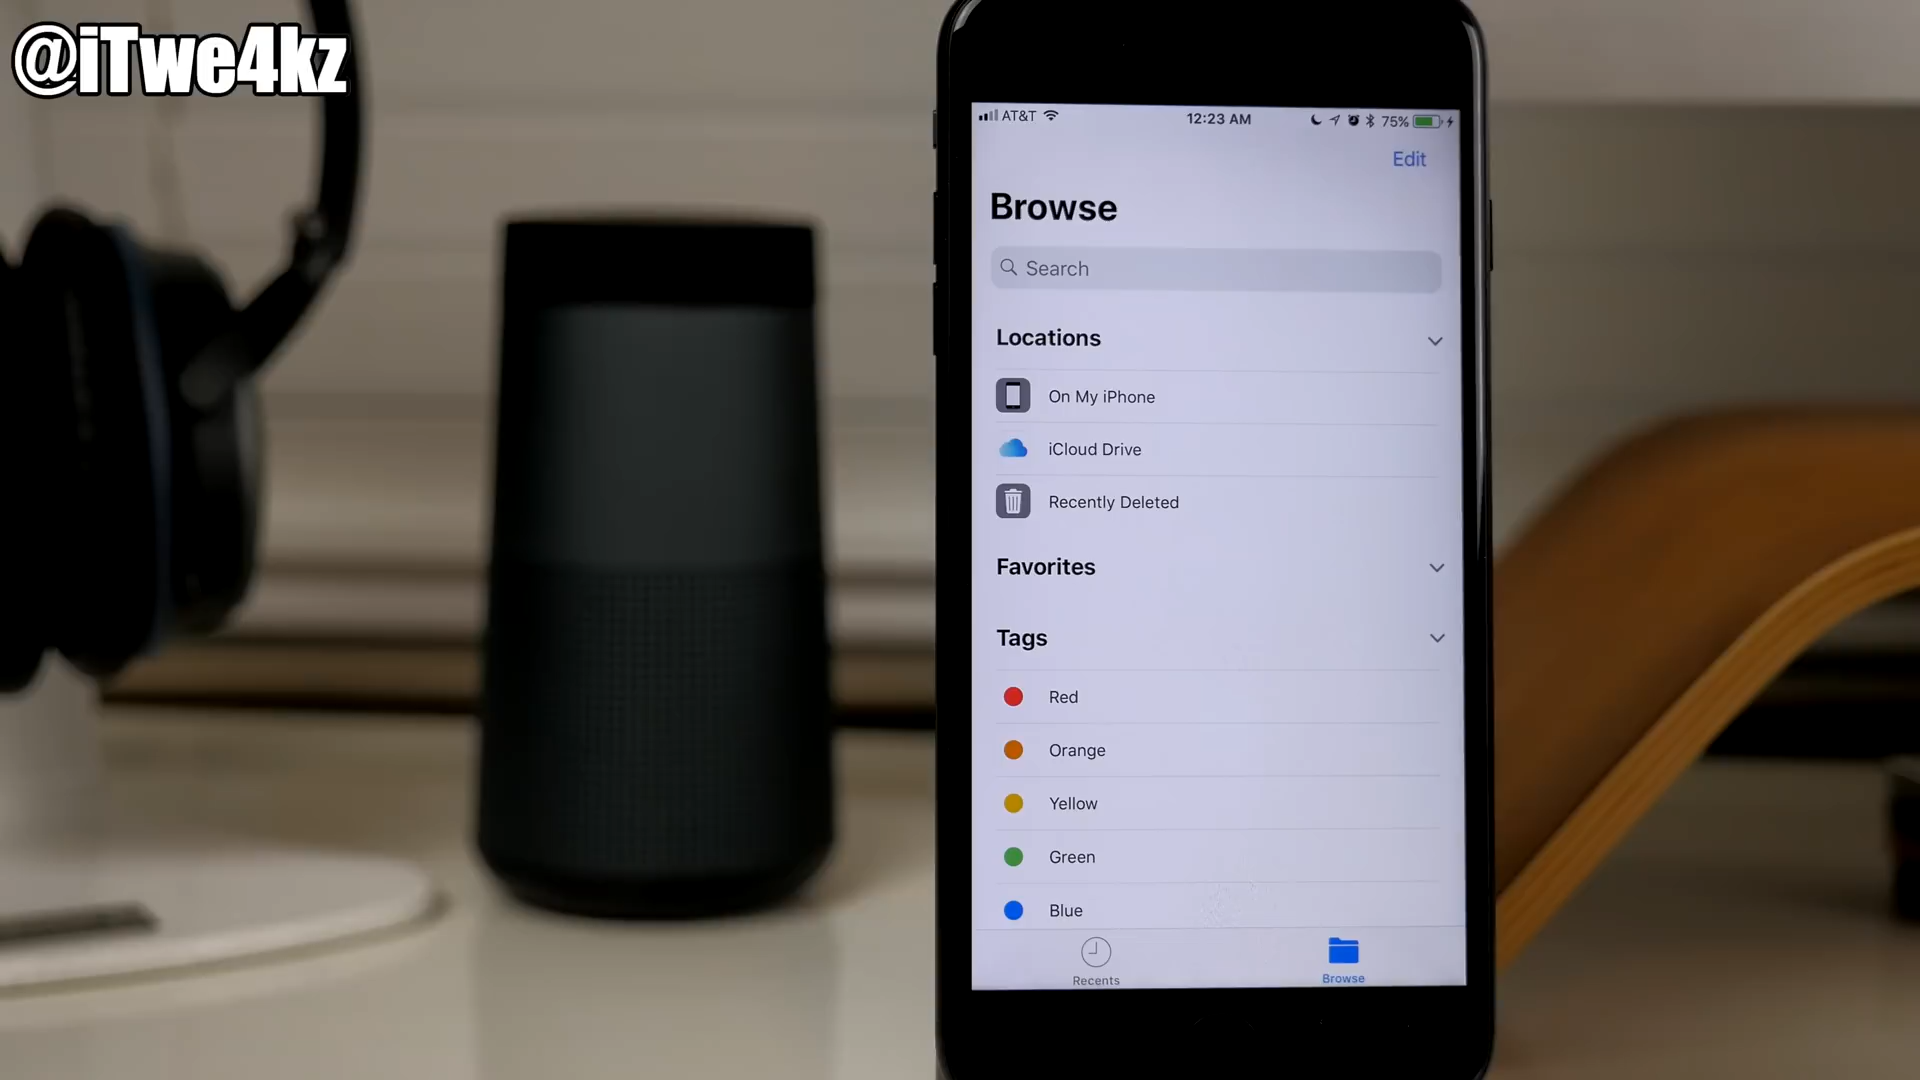 @iTwe4kz
AT&T 12:23 AM 75%
Edit
Browse
Search
Locations
On My iPhone
iCloud Drive
Recently Deleted
Favorites
Tags
Red
Orange
Yellow
Green
Blue
Recents Browse